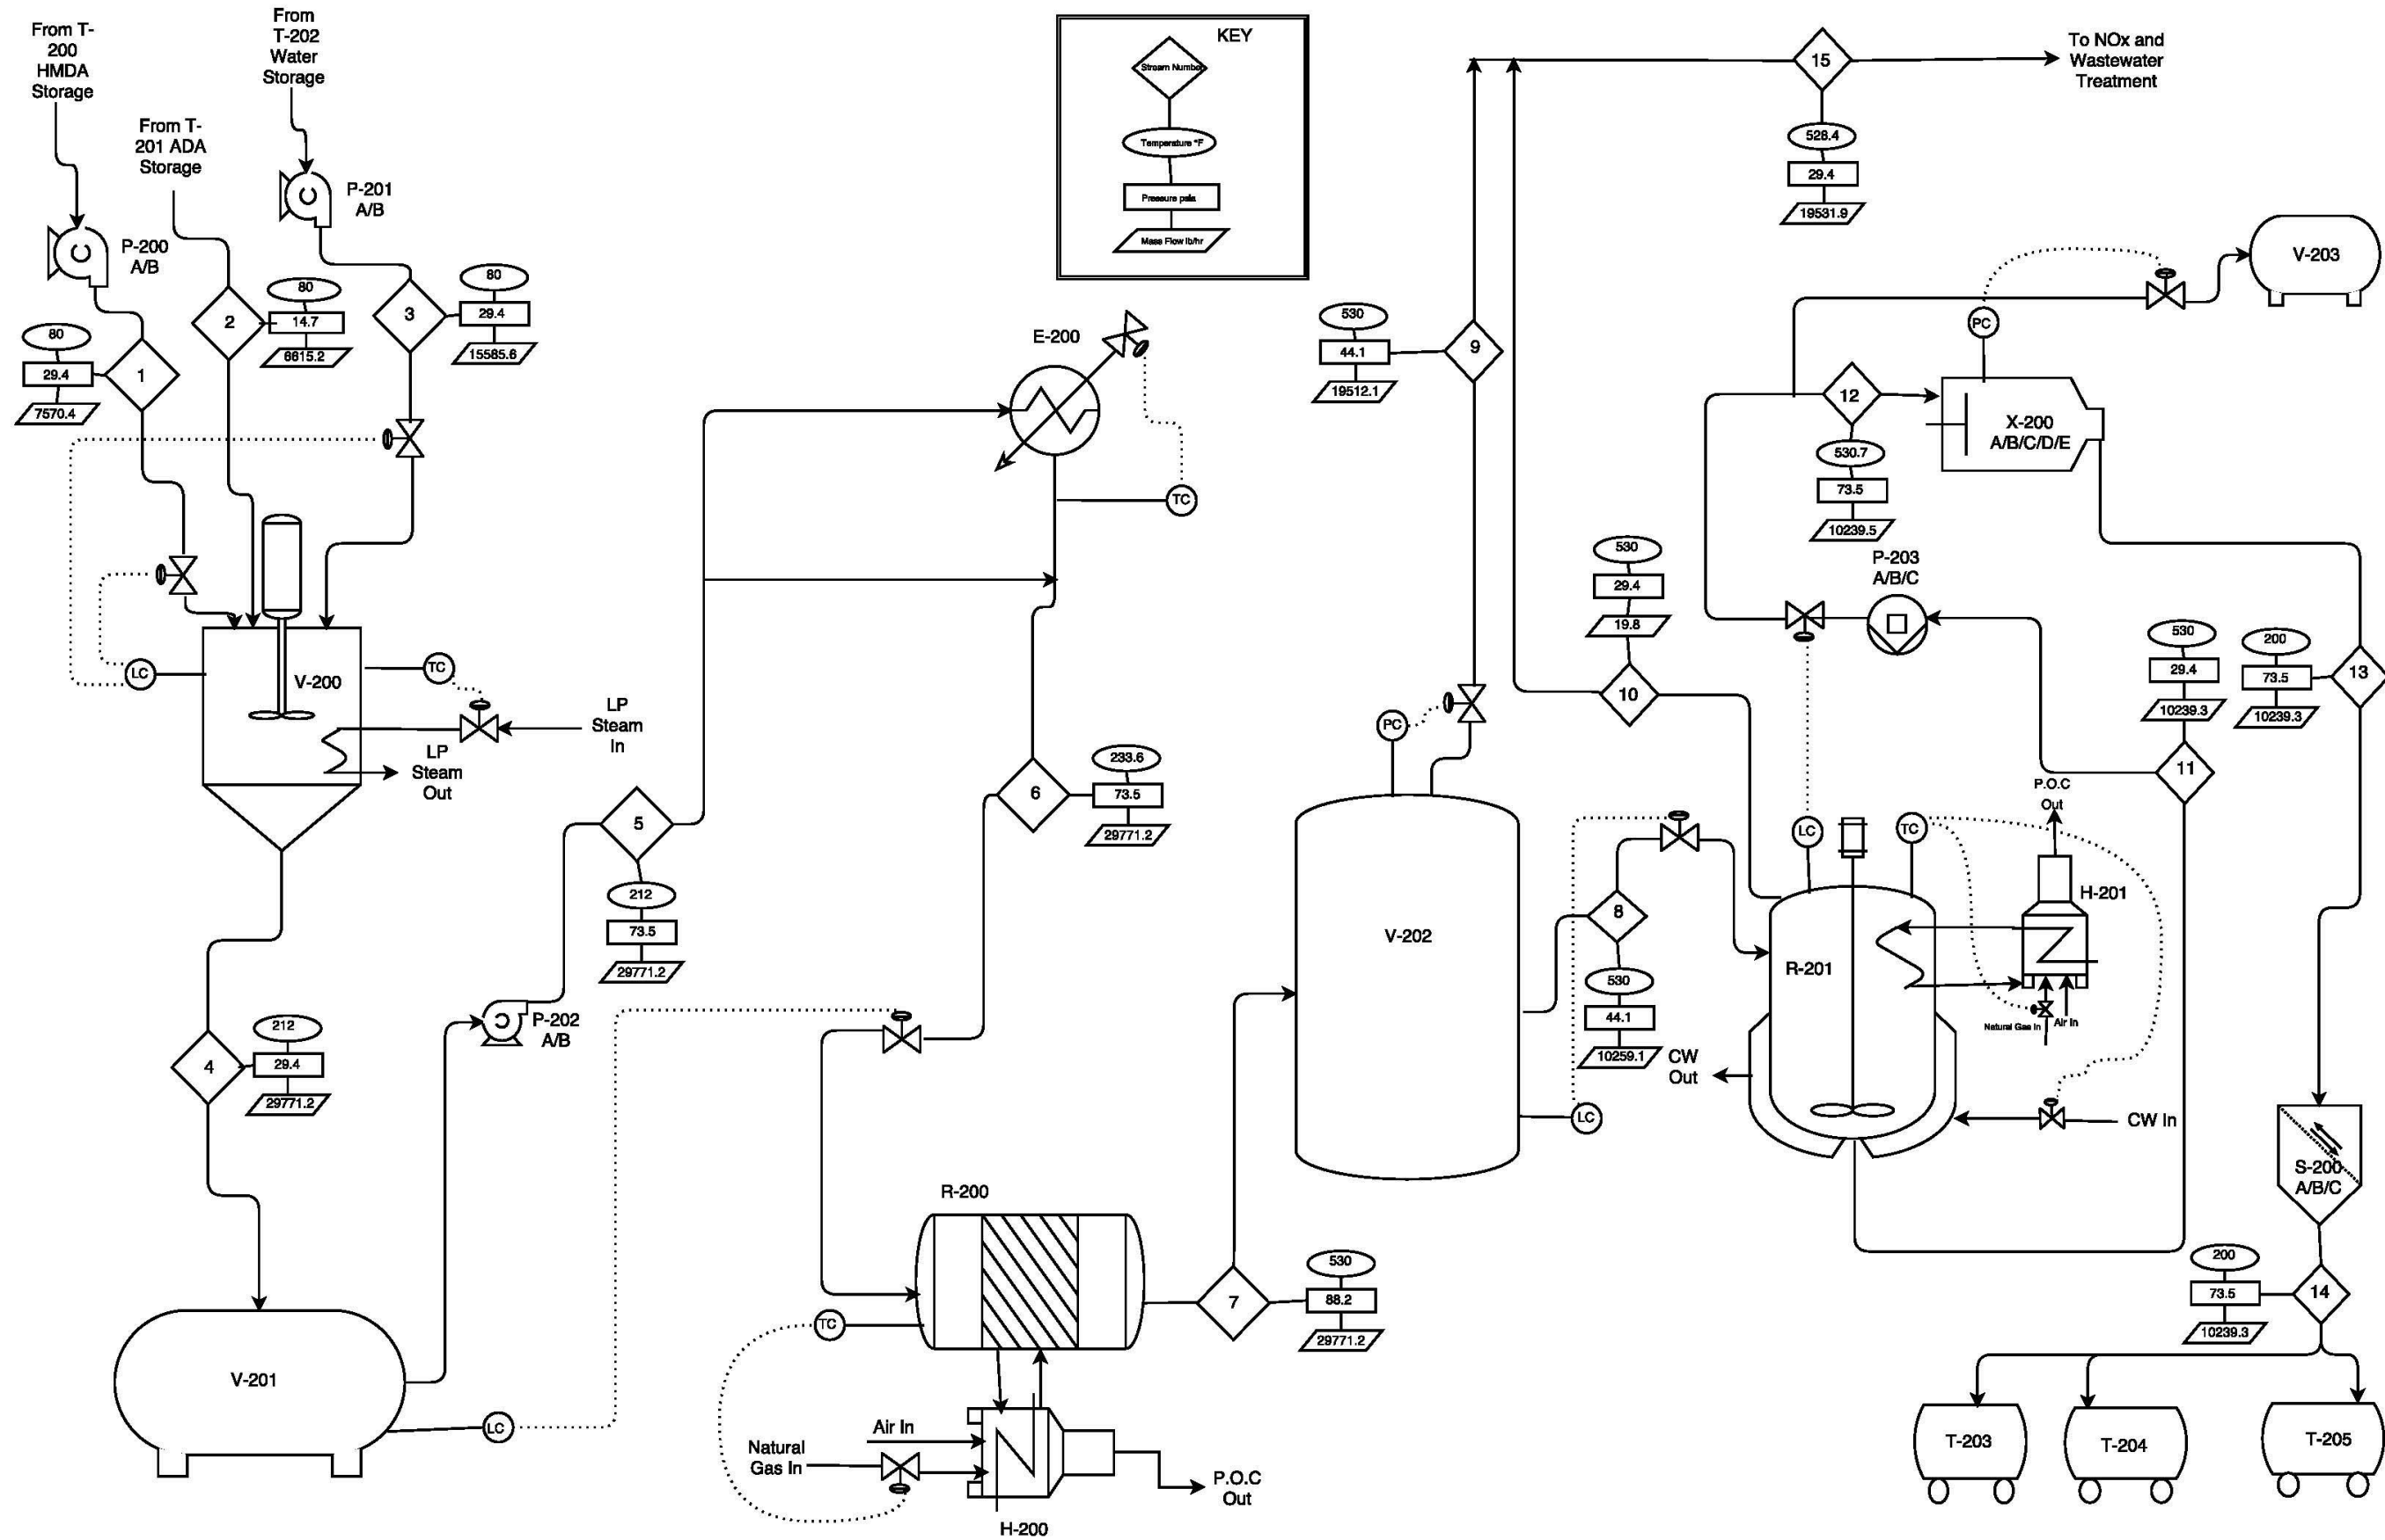 From T-
200
HMDA
Storage
From
T-202
Water
Storage
From T-
201 ADA
Storage
P-200
A/B
P-201
A/B
KEY
Stream Number
Temperature °F
Pressure psia
Mass Flow lb/hr
1
80
29.4
7570.4
2
80
14.7
6615.2
3
80
29.4
15585.6
V-200
LC
TC
LP
Steam
In
LP
Steam
Out
4
212
29.4
29771.2
V-201
LC
P-202
A/B
5
212
73.5
29771.2
E-200
TC
6
233.6
73.5
29771.2
R-200
TC
Air In
Natural
Gas In
H-200
P.O.C
Out
7
530
88.2
29771.2
V-202
PC
LC
8
530
44.1
10259.1
9
530
44.1
19512.1
10
530
29.4
19.8
15
528.4
29.4
19531.9
To NOx and
Wastewater
Treatment
R-201
LC
TC
H-201
P.O.C
Out
Natural Gas In
Air In
CW
Out
CW In
11
530
29.4
10239.3
P-203
A/B/C
12
530.7
73.5
10239.5
PC
X-200
A/B/C/D/E
V-203
13
200
73.5
10239.3
S-200
A/B/C
14
200
73.5
10239.3
T-203
T-204
T-205